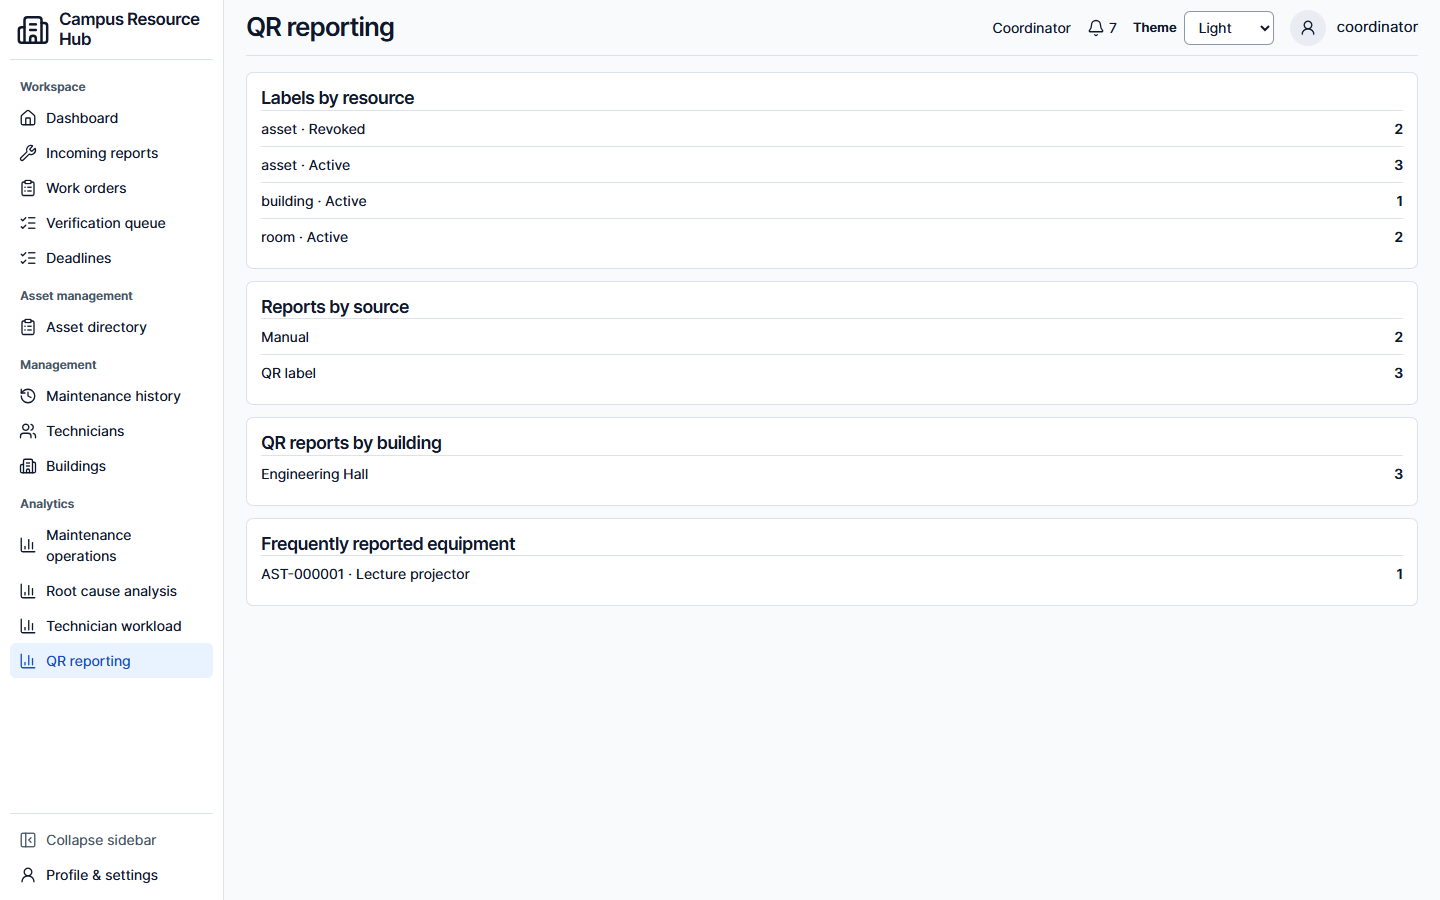 Campus Resource
Hub
Workspace
Dashboard
Incoming reports
Work orders
Verification queue
Deadlines
Asset management
Asset directory
Management
Maintenance history
Technicians
Buildings
Analytics
Maintenance
operations
Root cause analysis
Technician workload
QR reporting
Collapse sidebar
Profile & settings
QR reporting
Coordinator 7 Theme Light coordinator
Labels by resource
asset · Revoked 2
asset · Active 3
building · Active 1
room · Active 2
Reports by source
Manual 2
QR label 3
QR reports by building
Engineering Hall 3
Frequently reported equipment
AST-000001 · Lecture projector 1